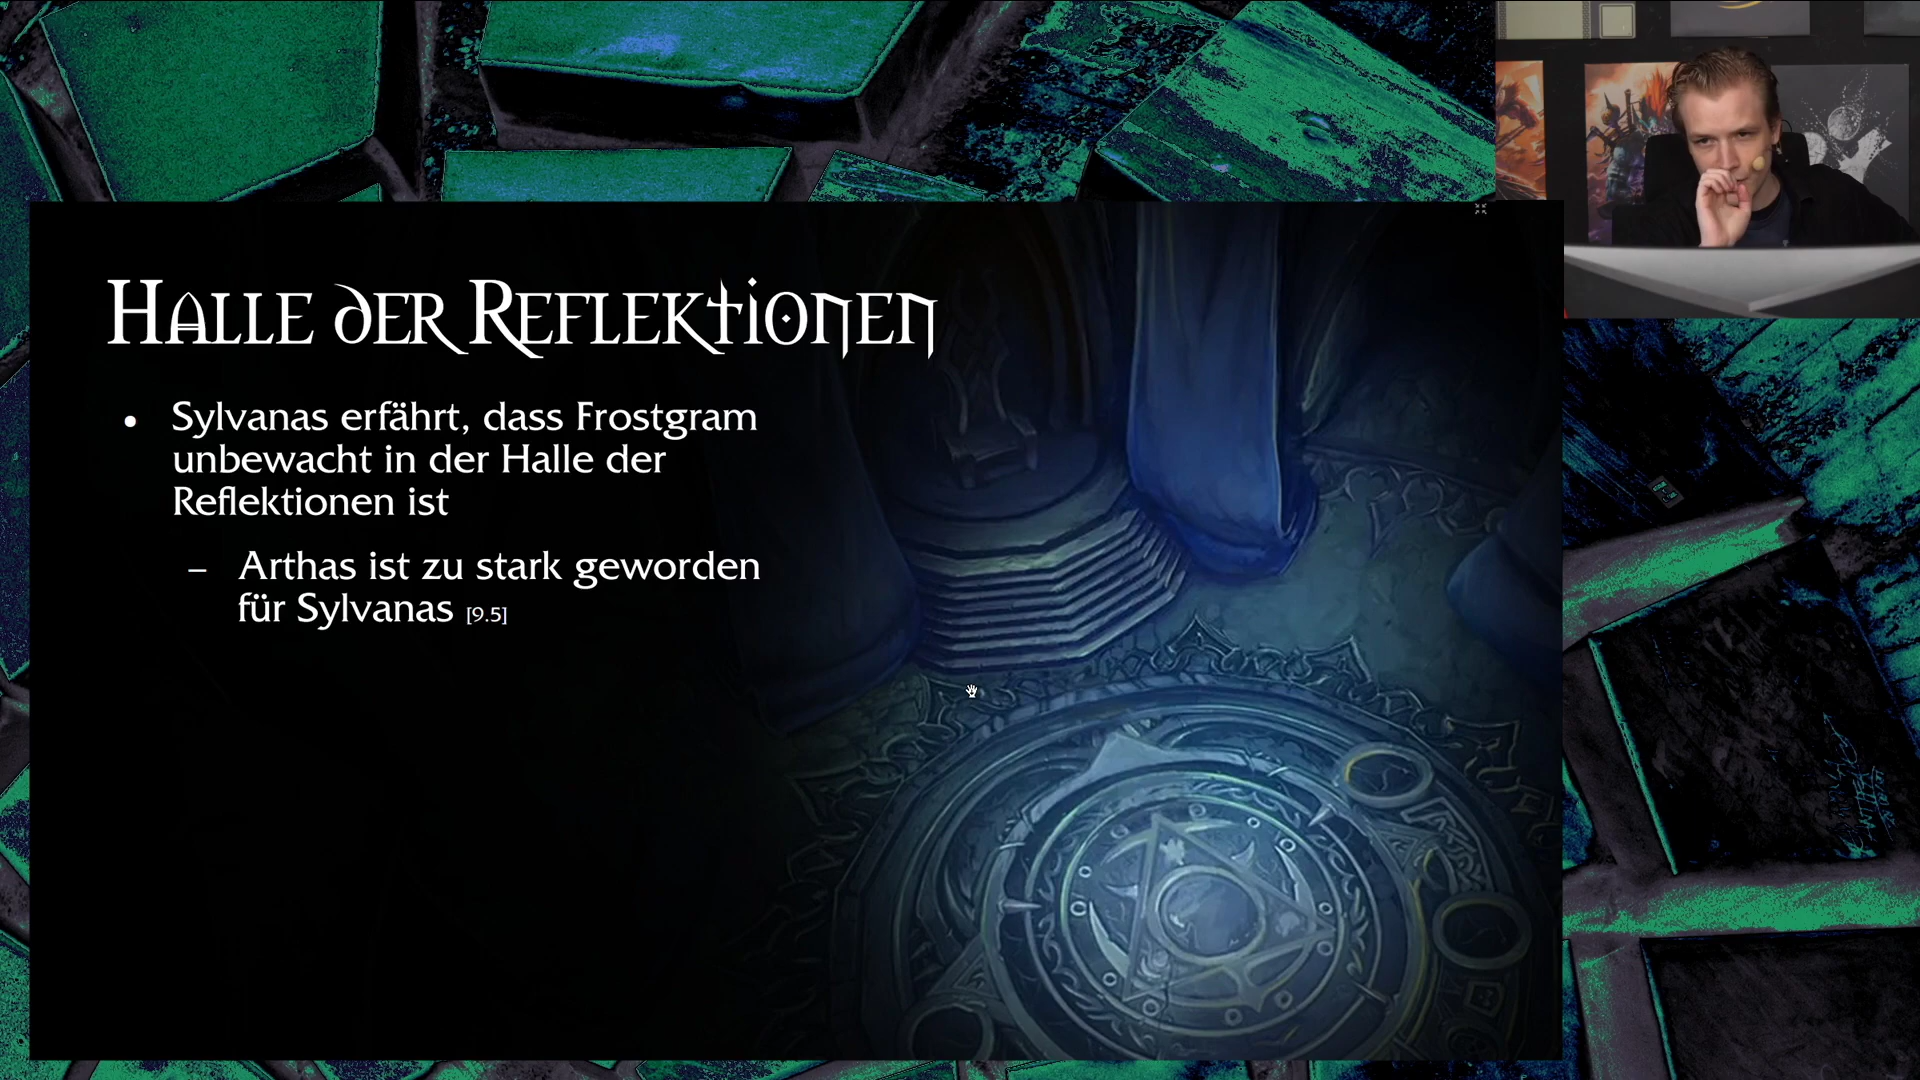 Halle der Reflektionen
• Sylvanas erfährt, dass Frostgram
unbewacht in der Halle der
Reflektionen ist
– Arthas ist zu stark geworden
für Sylvanas [9.5]